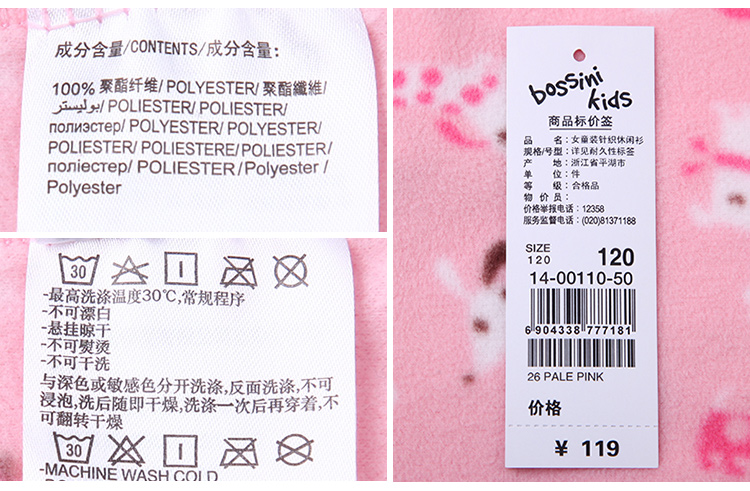 成分含量/CONTENTS/成分含量:
100% 聚酯纤维/ POLYESTER/ 聚酯纖維/
بوليستر/ POLIESTER/ POLIESTER/
полиэстер/ POLYESTER/ POLYESTER/
POLIESTER/ POLIESTERE/ POLIESTER/
поліестер/ POLIESTER/Polyester /
Polyester
30
-最高洗涤温度30℃,常规程序
-不可漂白
-悬挂晾干
-不可熨烫
-不可干洗
与深色或敏感色分开洗涤,反面洗涤,不可
浸泡,洗后随即干燥,洗涤一次后再穿着,不
可翻转干燥
30
-MACHINE WASH COLD
bossini
kids
商品标价签
品 名：女童装针织休闲衫
规格/号型：详见耐久性标签
产 地：浙江省平湖市
单 位：件
等 级：合格品
物 价 员：
价格举报电话：12358
服务监督电话：(020)81371188
SIZE
120 120
14-00110-50
6 904338 777181
26 PALE PINK
价格
¥ 119